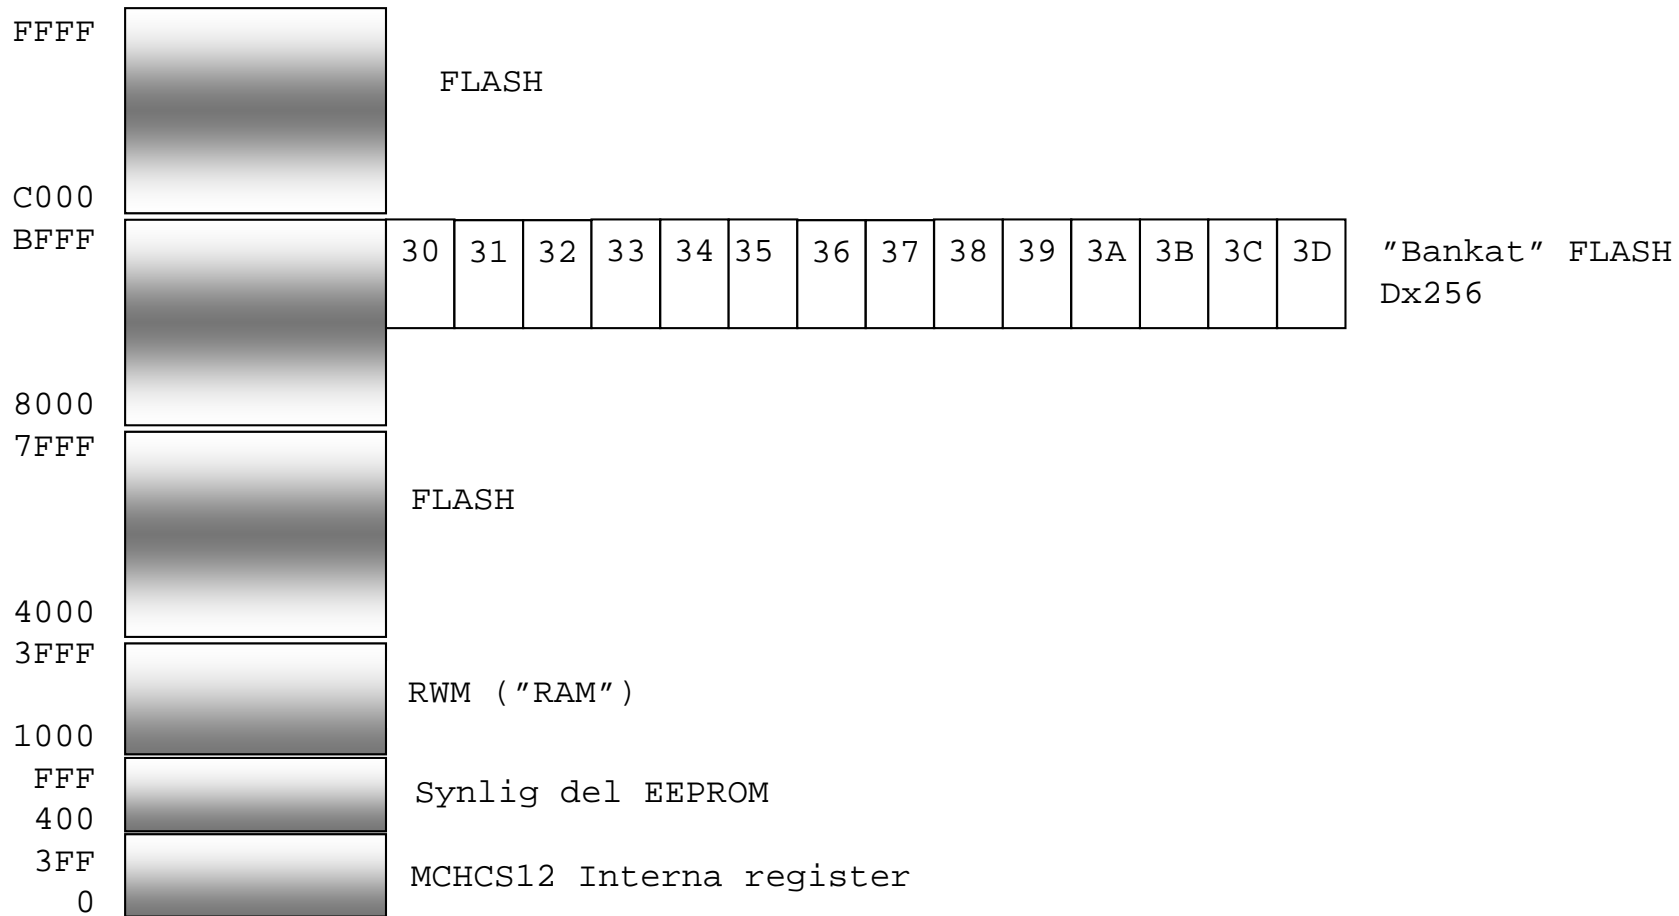 FFFF
FLASH
C000
BFFF
30 31 32 33 34 35 36 37 38 39 3A 3B 3C 3D
″Bankat″ FLASH
Dx256
8000
7FFF
FLASH
4000
3FFF
RWM (″RAM″)
1000
FFF
Synlig del EEPROM
400
3FF
MCHCS12 Interna register
0